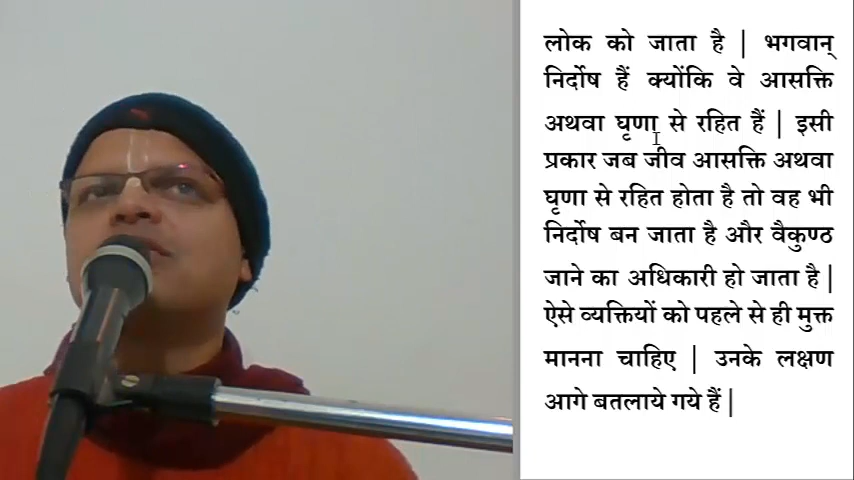 लोक को जाता है | भगवान्
निर्दोष हैं क्योंकि वे आसक्ति
अथवा घृणा से रहित हैं | इसी
प्रकार जब जीव आसक्ति अथवा
घृणा से रहित होता है तो वह भी
निर्दोष बन जाता है और वैकुण्ठ
जाने का अधिकारी हो जाता है |
ऐसे व्यक्तियों को पहले से ही मुक्त
मानना चाहिए | उनके लक्षण
आगे बतलाये गये हैं |